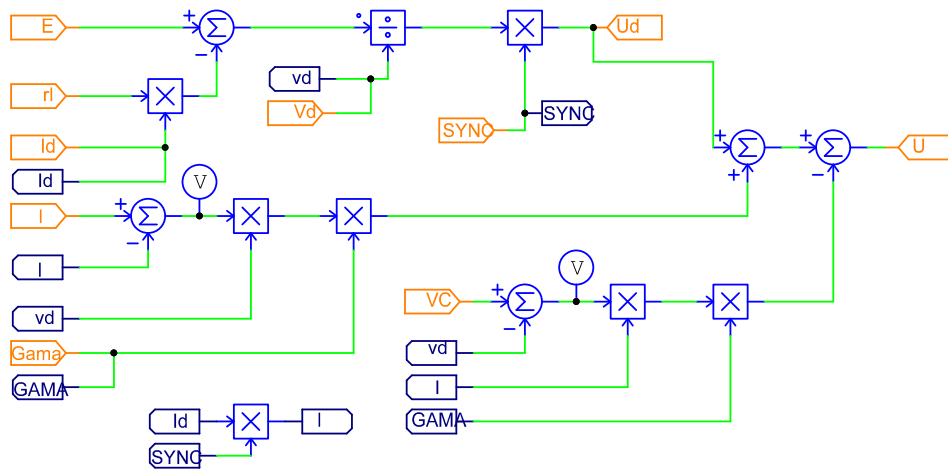 E
Ud
vd
rl
Vd
SYNC
SYNC
Id
U
Id
V
I
I
V
VC
vd
vd
Gama
GAMA
I
GAMA
Id
I
SYNC